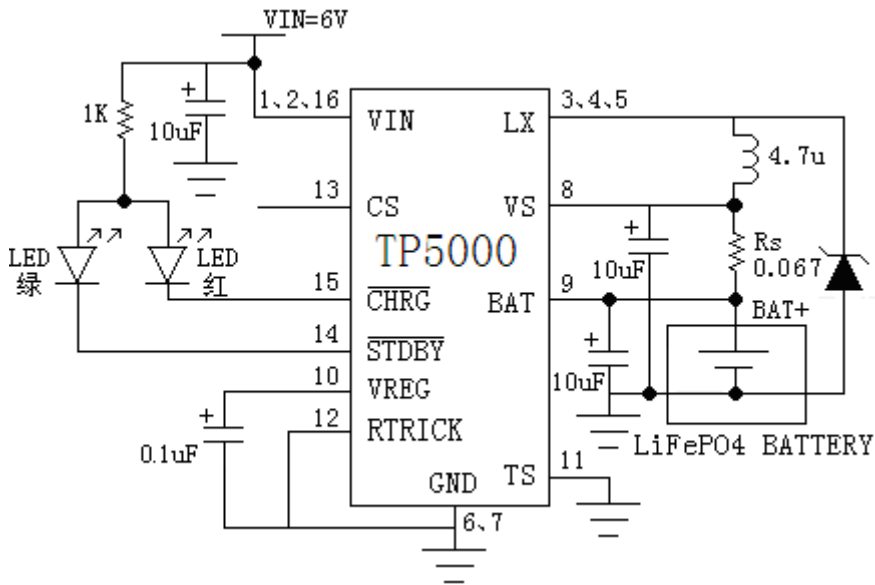 VIN=6V
1K
10uF
1、2、16
VIN
LX
3、4、5
4.7u
13
CS
VS
8
TP5000
LED
绿
LED
红
10uF
Rs
0.067
15
CHRG
BAT
9
BAT+
14
STDBY
10
VREG
10uF
12
RTRICK
0.1uF
LiFePO4 BATTERY
GND
TS
11
6、7